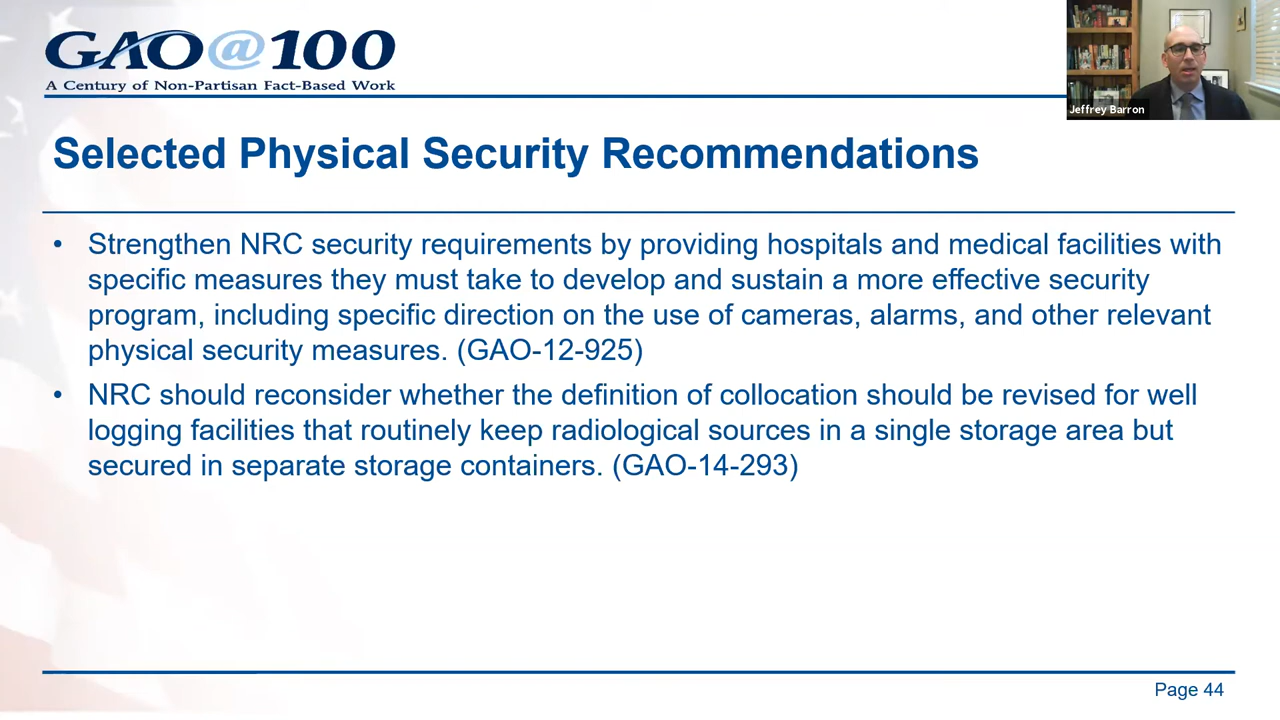 GAO@100
A Century of Non-Partisan Fact-Based Work
Jeffrey Barron
Selected Physical Security Recommendations
• Strengthen NRC security requirements by providing hospitals and medical facilities with
specific measures they must take to develop and sustain a more effective security
program, including specific direction on the use of cameras, alarms, and other relevant
physical security measures. (GAO-12-925)
• NRC should reconsider whether the definition of collocation should be revised for well
logging facilities that routinely keep radiological sources in a single storage area but
secured in separate storage containers. (GAO-14-293)
Page 44